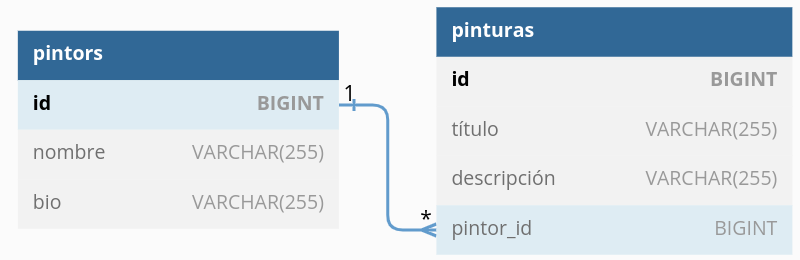 pintors
id BIGINT
nombre VARCHAR(255)
bio VARCHAR(255)
1
*
pinturas
id BIGINT
título VARCHAR(255)
descripción VARCHAR(255)
pintor_id BIGINT